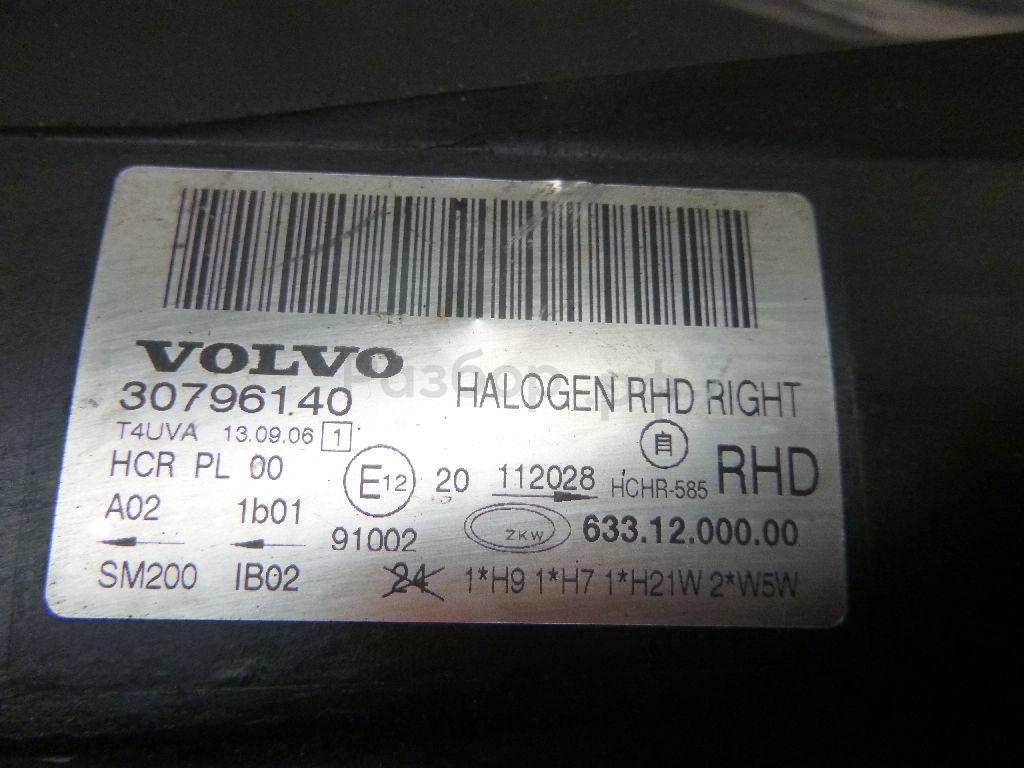 VOLVO
30796140 HALOGEN RHD RIGHT
T4UVA 13.09.06 1 自
HCR PL 00 E12 20 112028 HCHR-585 RHD
A02 1b01 91002 ZKW 633.12.000.00
SM200 IB02 24 1*H9 1*H7 1*H21W 2*W5W